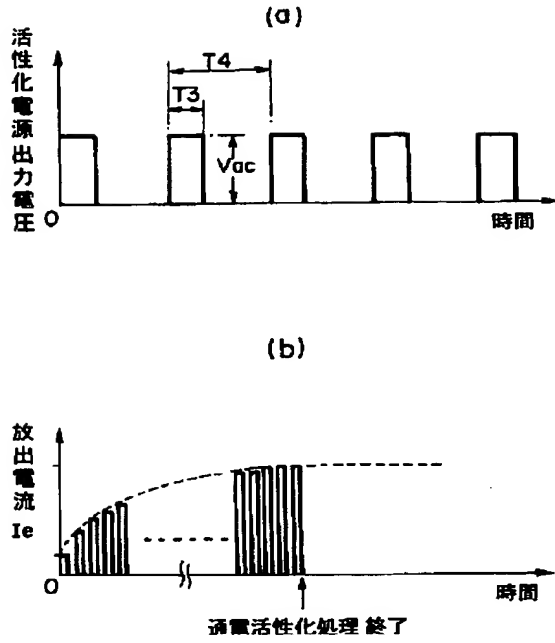 (a)
活性化電源出力電圧
T4
T3
Vac
0
時間
(b)
放出電流
Ie
0
時間
通電活性化処理 終了